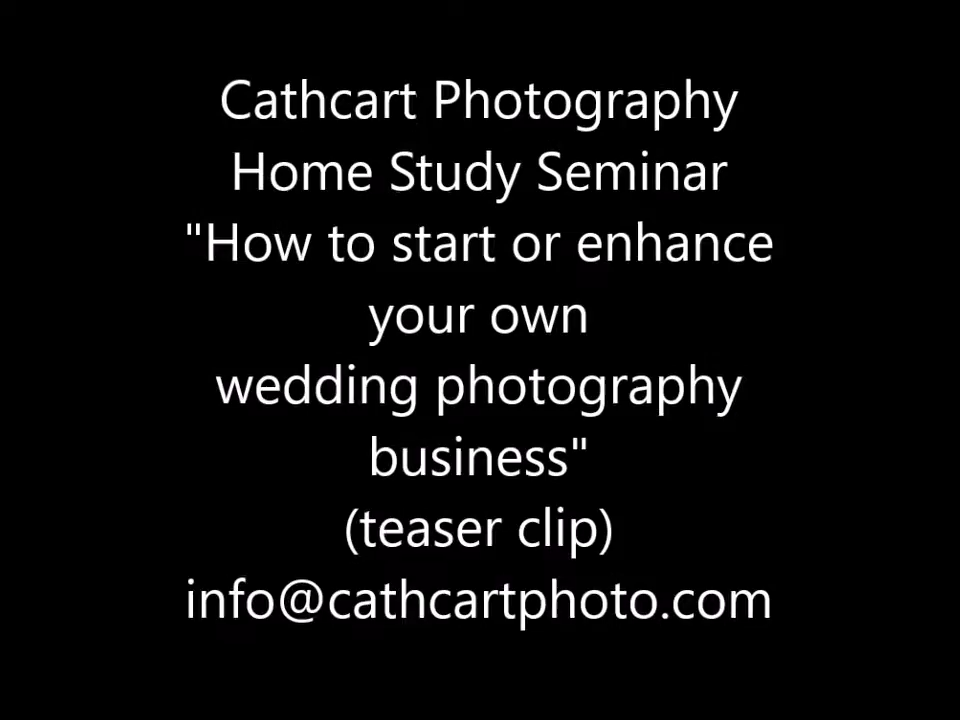 Cathcart Photography
Home Study Seminar
"How to start or enhance
your own
wedding photography
business"
(teaser clip)
info@cathcartphoto.com